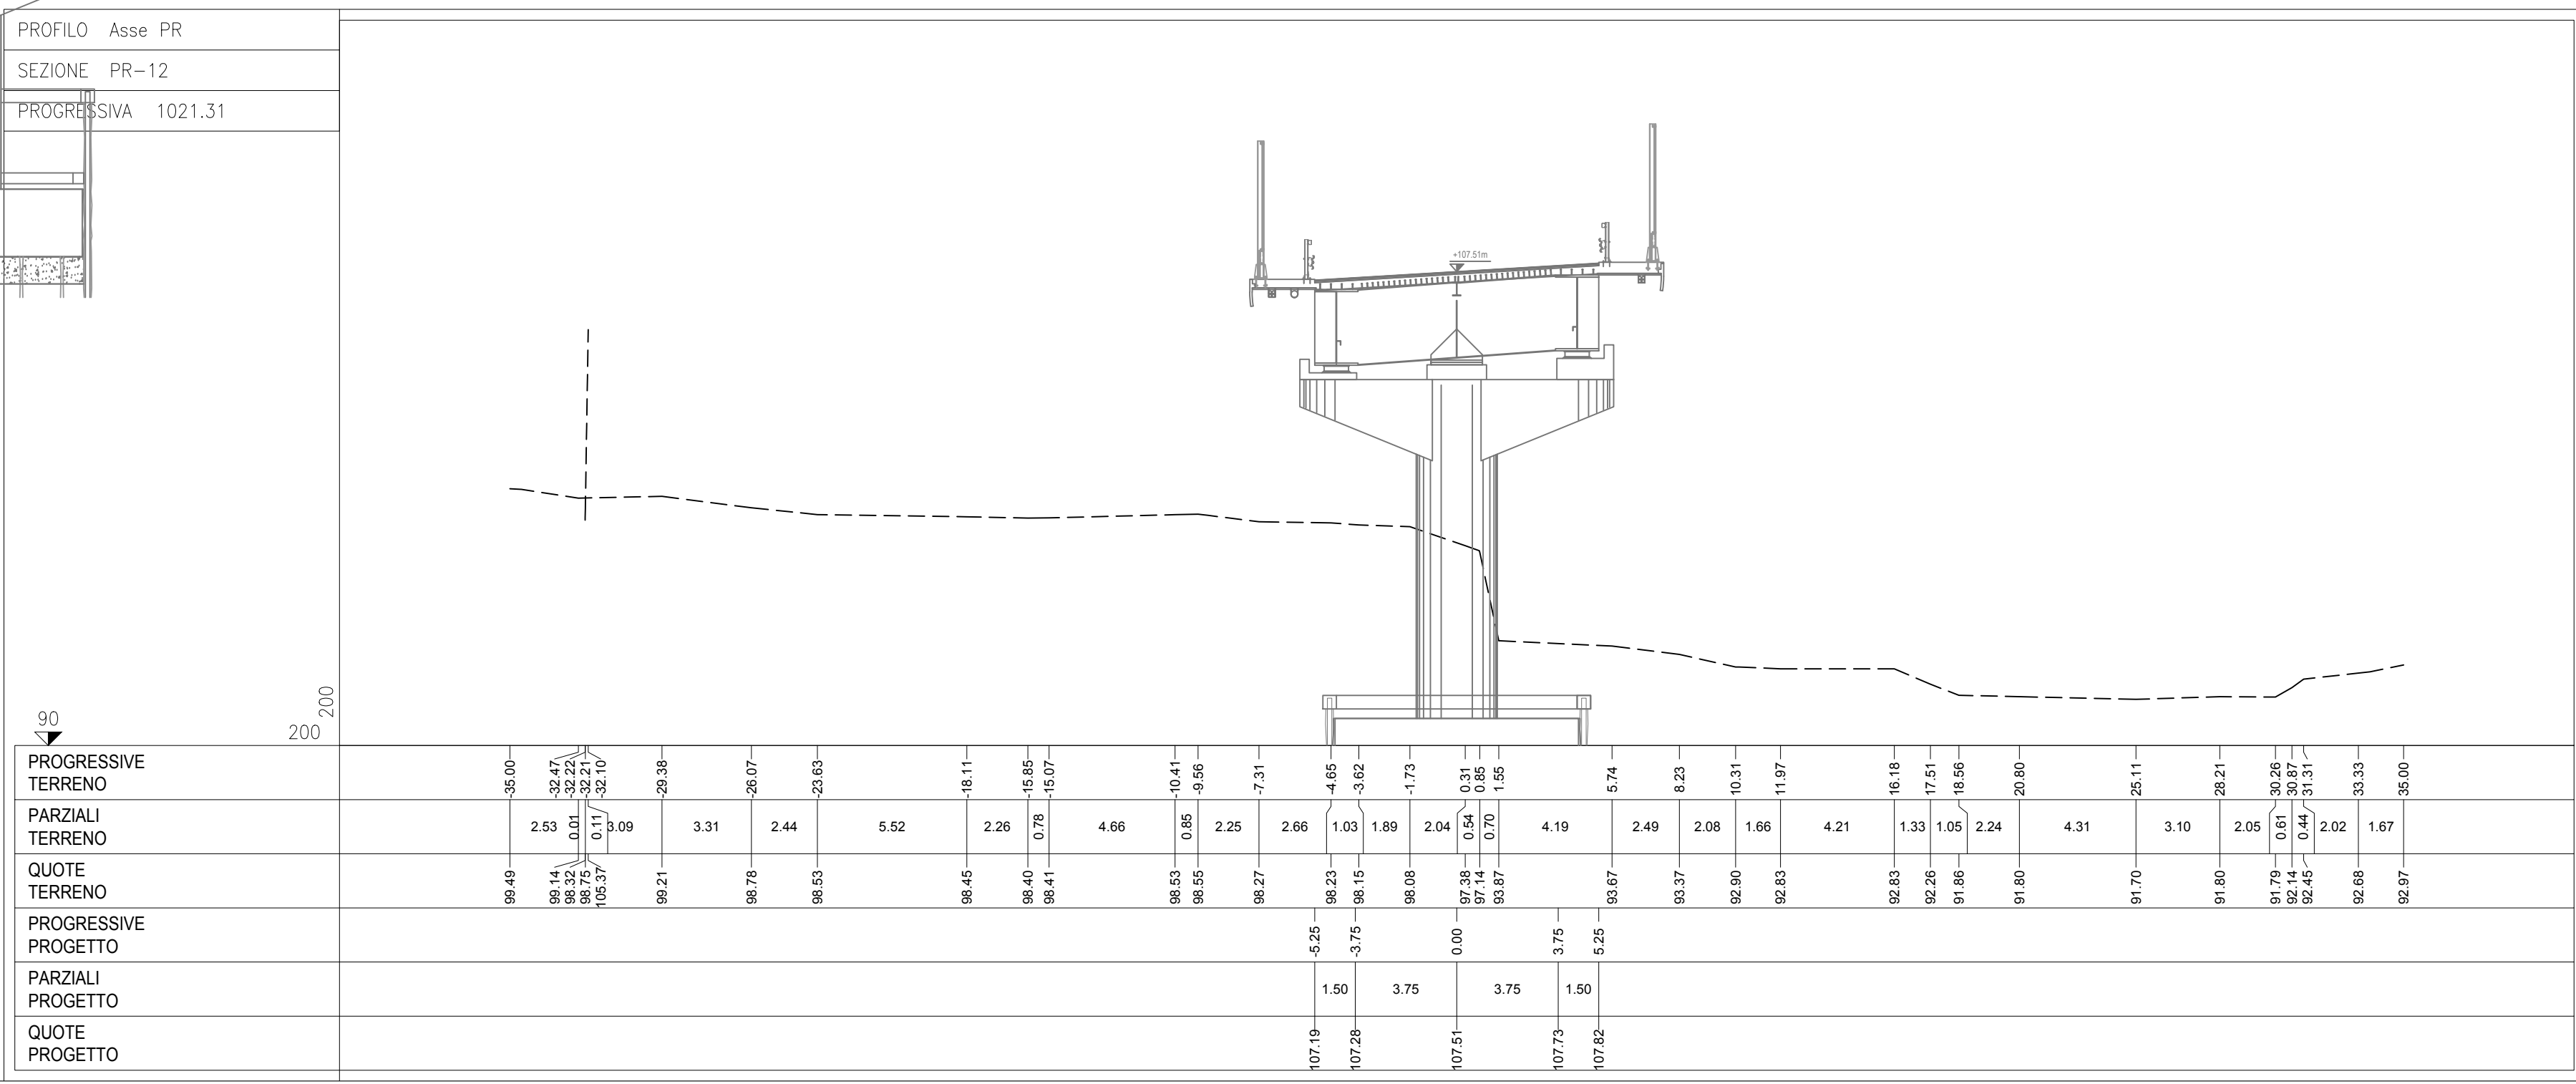 PROFILO Asse PR
SEZIONE PR-12
PROGRESSIVA 1021.31
+107.51m
200
90
200
PROGRESSIVE
TERRENO
-35.00 -32.47 -32.22 -32.21 -32.10 -29.38 -26.07 -23.63 -18.11 -15.85 -15.07 -10.41 -9.56 -7.31 -4.65 -3.62 -1.73 0.31 0.85 1.55 5.74 8.23 10.31 11.97 16.18 17.51 18.56 20.80 25.11 28.21 30.26 30.87 31.31 33.33 35.00
PARZIALI
TERRENO
2.53 0.01 0.11 3.09 3.31 2.44 5.52 2.26 0.78 4.66 0.85 2.25 2.66 1.03 1.89 2.04 0.54 0.70 4.19 2.49 2.08 1.66 4.21 1.33 1.05 2.24 4.31 3.10 2.05 0.61 0.44 2.02 1.67
QUOTE
TERRENO
99.49 99.14 98.32 98.75 105.37 99.21 98.78 98.53 98.45 98.40 98.41 98.53 98.55 98.27 98.23 98.15 98.08 97.38 97.14 93.87 93.67 93.37 92.90 92.83 92.83 92.26 91.86 91.80 91.70 91.80 91.79 92.14 92.45 92.68 92.97
PROGRESSIVE
PROGETTO
-5.25 -3.75 0.00 3.75 5.25
PARZIALI
PROGETTO
1.50 3.75 3.75 1.50
QUOTE
PROGETTO
107.19 107.28 107.51 107.73 107.82